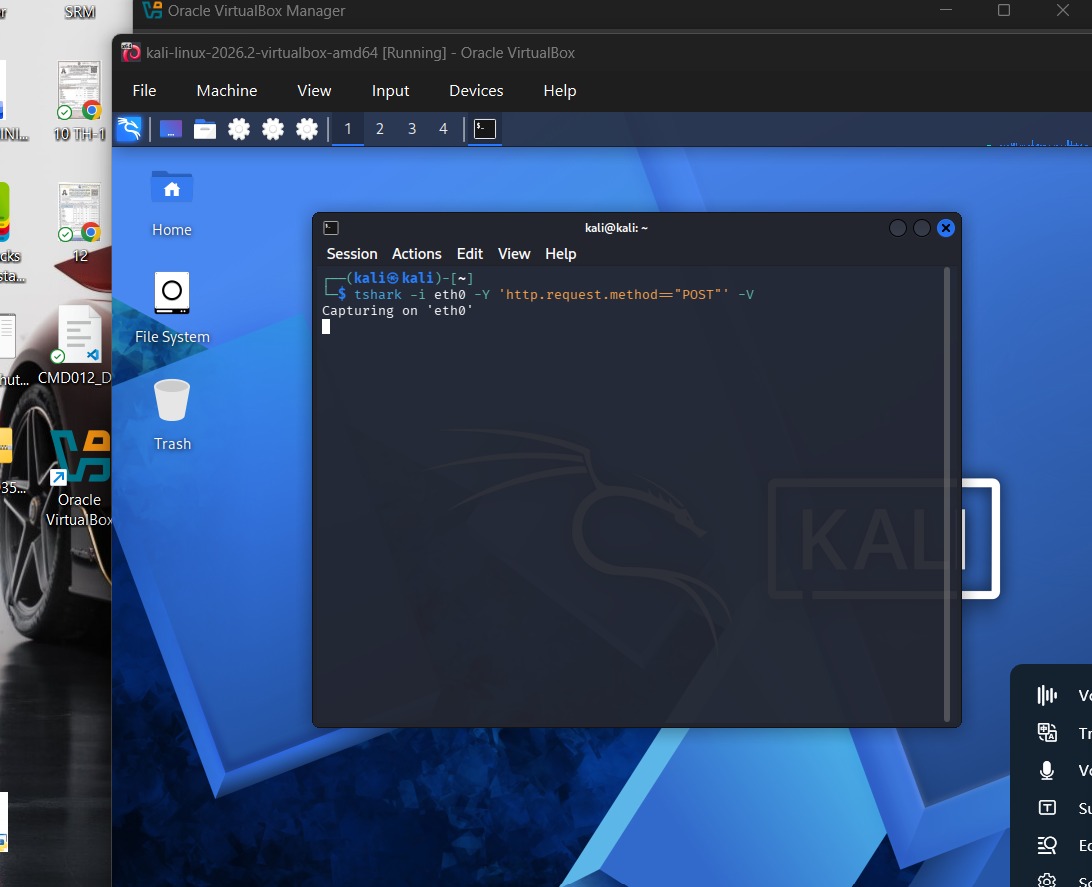 SRM
Oracle VirtualBox Manager
kali-linux-2026.2-virtualbox-amd64 [Running] - Oracle VirtualBox
File Machine View Input Devices Help
1 2 3 4
10 TH-1
12
CMD012_D
Oracle
VirtualBox
Home
File System
Trash
kali@kali: ~
Session Actions Edit View Help
┌──(kali㉿kali)-[~]
└─$ tshark -i eth0 -Y 'http.request.method=="POST"' -V
Capturing on 'eth0'
KALI